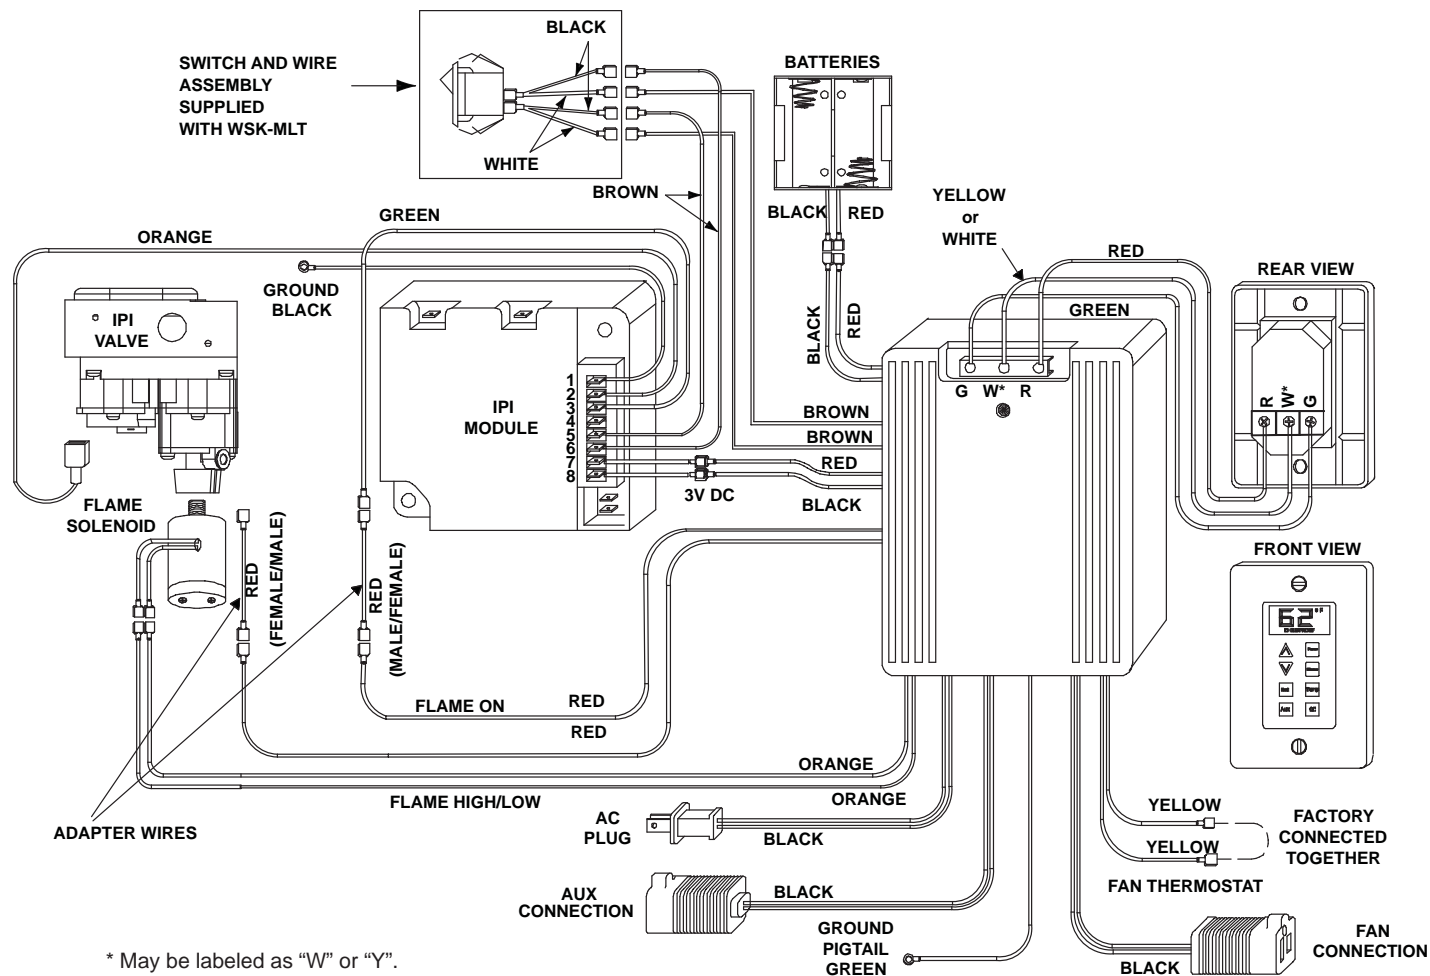 BLACK
SWITCH AND WIRE
ASSEMBLY
SUPPLIED
WITH WSK-MLT
WHITE
BROWN
BATTERIES
BLACK
RED
YELLOW
or
WHITE
RED
GREEN
REAR VIEW
GREEN
ORANGE
GROUND
BLACK
IPI
VALVE
BLACK
RED
G W* R
R
W*
G
1
2
3
4
5
6
7
8
IPI
MODULE
BROWN
BROWN
RED
3V DC
BLACK
FLAME
SOLENOID
RED
(FEMALE/MALE)
RED
(MALE/FEMALE)
FRONT VIEW
62°F
FLAME ON
RED
RED
ORANGE
FLAME HIGH/LOW
ORANGE
ADAPTER WIRES
AC
PLUG
BLACK
YELLOW
YELLOW
FACTORY
CONNECTED
TOGETHER
FAN THERMOSTAT
AUX
CONNECTION
BLACK
GROUND
PIGTAIL
GREEN
BLACK
FAN
CONNECTION
* May be labeled as “W” or “Y”.